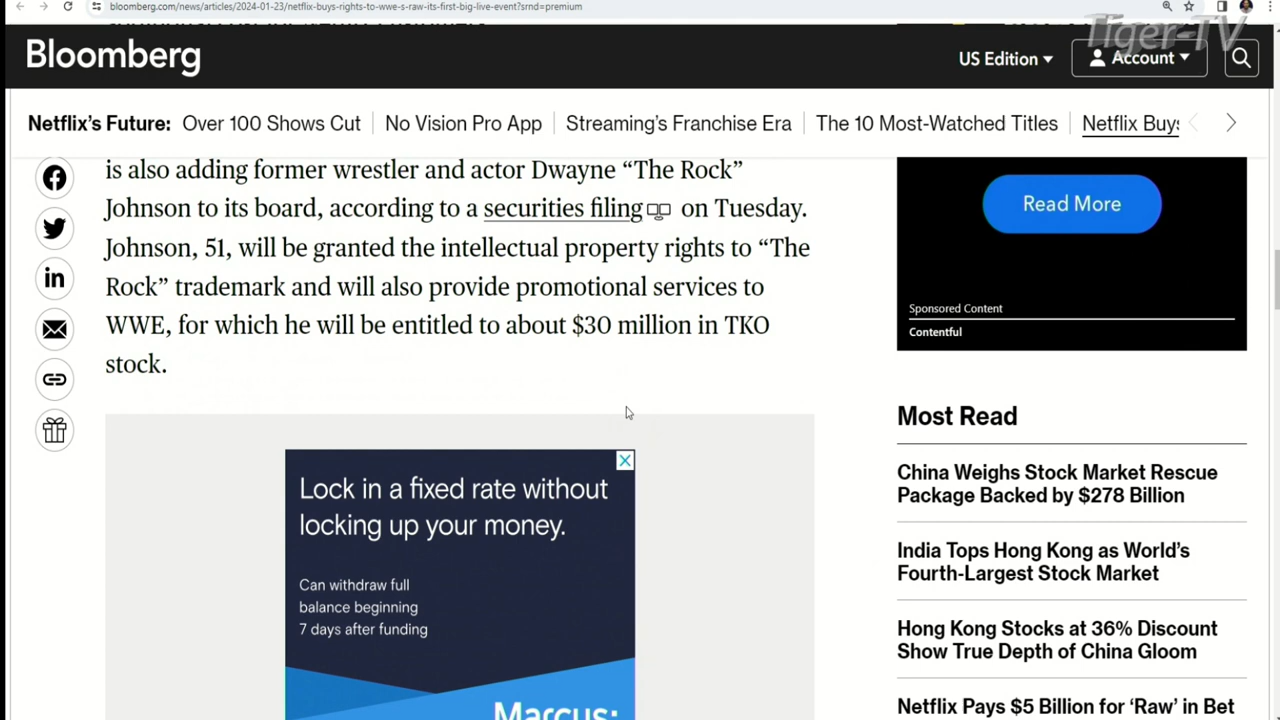 bloomberg.com/news/articles/2024-01-23/netflix-buys-rights-to-wwe-s-raw-its-first-big-live-event?srnd=premium
Tiger-TV
Bloomberg
US Edition
Account
Netflix's Future: Over 100 Shows Cut No Vision Pro App Streaming's Franchise Era The 10 Most-Watched Titles Netflix Buys
is also adding former wrestler and actor Dwayne “The Rock”
Johnson to its board, according to a securities filing on Tuesday.
Johnson, 51, will be granted the intellectual property rights to “The
Rock” trademark and will also provide promotional services to
WWE, for which he will be entitled to about $30 million in TKO
stock.
Lock in a fixed rate without
locking up your money.
Can withdraw full
balance beginning
7 days after funding
Marcus:
Read More
Sponsored Content
Contentful
Most Read
China Weighs Stock Market Rescue
Package Backed by $278 Billion
India Tops Hong Kong as World's
Fourth-Largest Stock Market
Hong Kong Stocks at 36% Discount
Show True Depth of China Gloom
Netflix Pays $5 Billion for ‘Raw’ in Bet